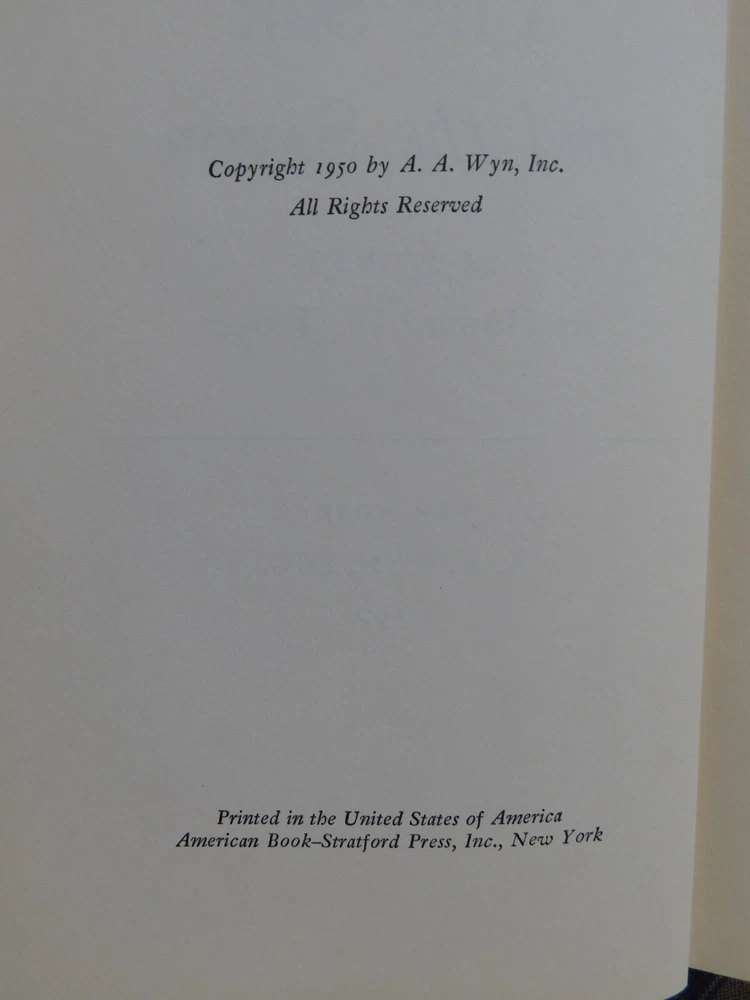 Copyright 1950 by A. A. Wyn, Inc.
All Rights Reserved
Printed in the United States of America
American Book–Stratford Press, Inc., New York